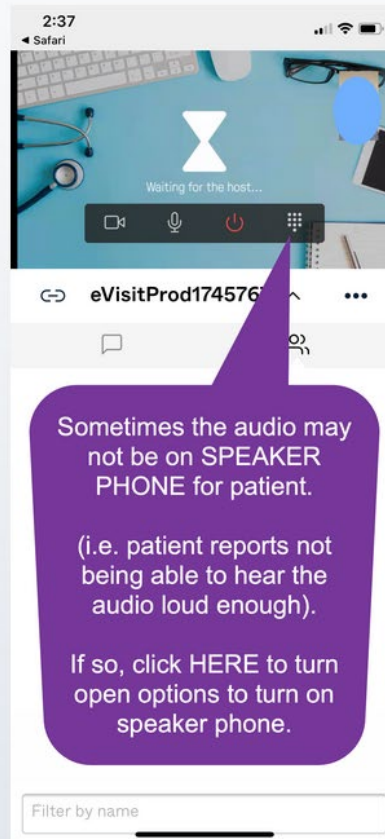 2:37
◄ Safari
Waiting for the host...
eVisitProd174576
Sometimes the audio may
not be on SPEAKER
PHONE for patient.
(i.e. patient reports not
being able to hear the
audio loud enough).
If so, click HERE to turn
open options to turn on
speaker phone.
Filter by name